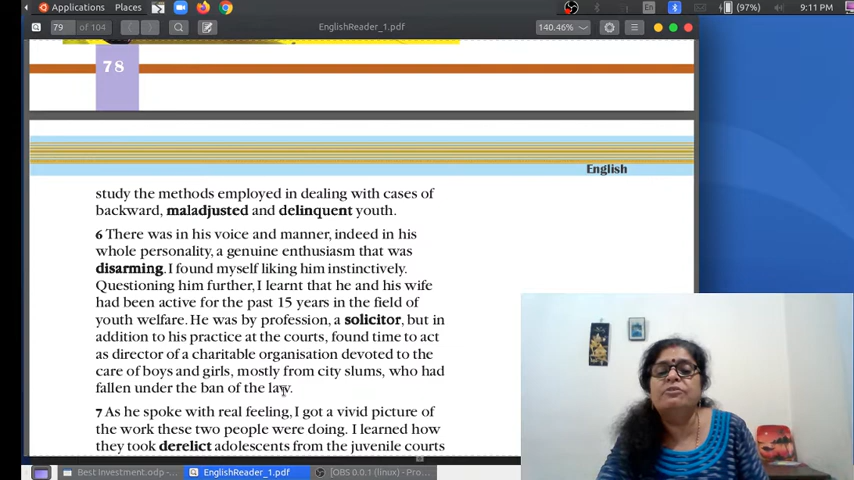 Applications Places En (97%) 9:11 PM
79 of 104 EnglishReader_1.pdf 140.46%
78
English
study the methods employed in dealing with cases of
backward, maladjusted and delinquent youth.
6 There was in his voice and manner, indeed in his
whole personality, a genuine enthusiasm that was
disarming. I found myself liking him instinctively.
Questioning him further, I learnt that he and his wife
had been active for the past 15 years in the field of
youth welfare. He was by profession, a solicitor, but in
addition to his practice at the courts, found time to act
as director of a charitable organisation devoted to the
care of boys and girls, mostly from city slums, who had
fallen under the ban of the law.
7 As he spoke with real feeling, I got a vivid picture of
the work these two people were doing. I learned how
they took derelict adolescents from the juvenile courts
Best Investment.odp -... EnglishReader_1.pdf [OBS 0.0.1 (linux) - Pro...